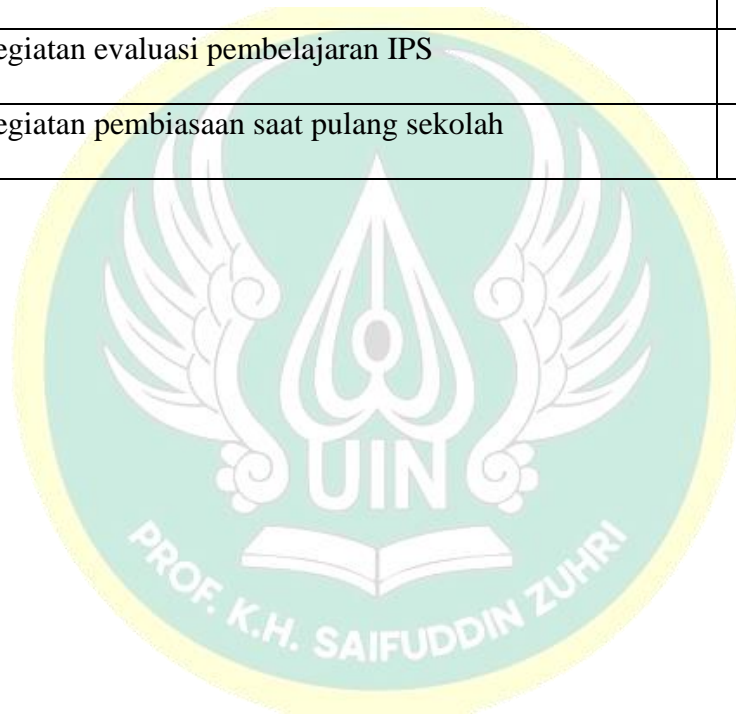 egiatan evaluasi pembelajaran IPS
egiatan pembiasaan saat pulang sekolah
UIN
PROF. K.H. SAIFUDDIN ZUHRI